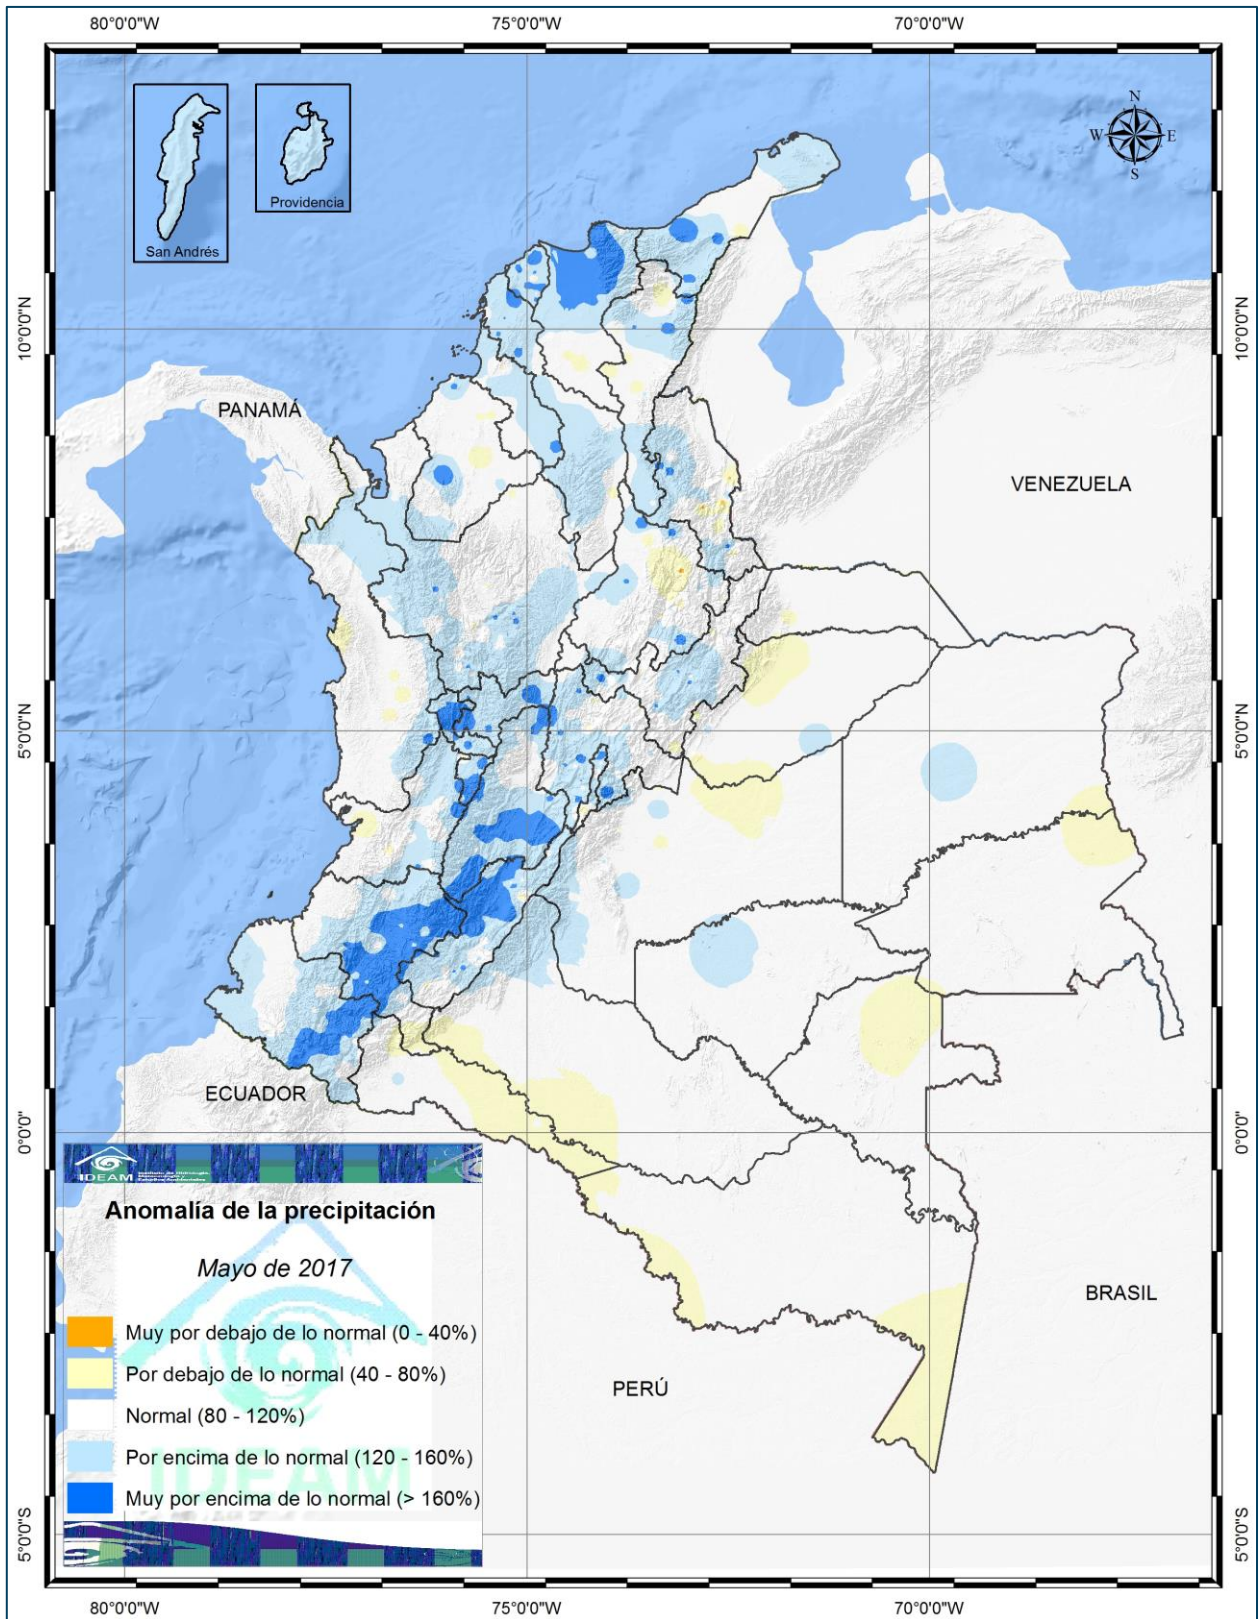 80°0'0"W
75°0'0"W
70°0'0"W
N
W
E
S
San Andrés
Providencia
10°0'0"N
10°0'0"N
PANAMÁ
VENEZUELA
5°0'0"N
5°0'0"N
ECUADOR
0°0'0"
0°0'0"
IDEAM
Anomalía de la precipitación
Mayo de 2017
Muy por debajo de lo normal (0 - 40%)
Por debajo de lo normal (40 - 80%)
Normal (80 - 120%)
Por encima de lo normal (120 - 160%)
Muy por encima de lo normal (> 160%)
IDEAM
BRASIL
PERÚ
5°0'0"S
5°0'0"S
80°0'0"W
75°0'0"W
70°0'0"W